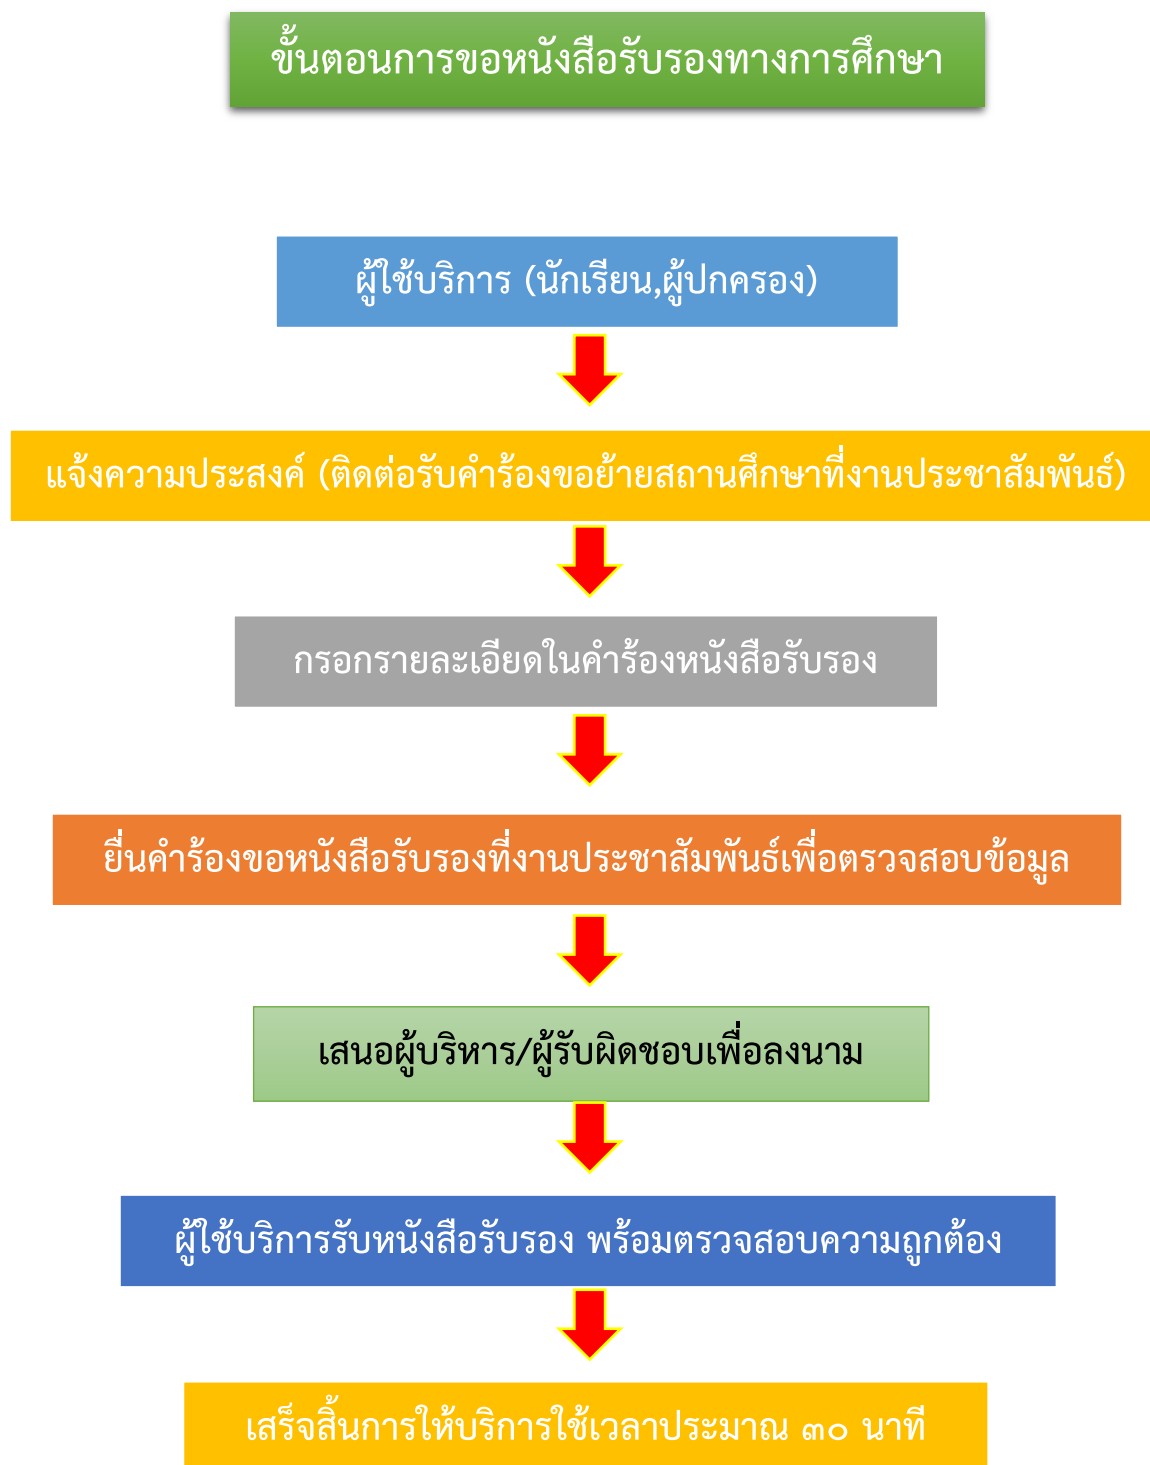 ขั้นตอนการขอหนังสือรับรองทางการศึกษา
ผู้ใช้บริการ (นักเรียน,ผู้ปกครอง)
แจ้งความประสงค์ (ติดต่อรับคำร้องขอย้ายสถานศึกษาที่งานประชาสัมพันธ์)
กรอกรายละเอียดในคำร้องหนังสือรับรอง
ยื่นคำร้องขอหนังสือรับรองที่งานประชาสัมพันธ์เพื่อตรวจสอบข้อมูล
เสนอผู้บริหาร/ผู้รับผิดชอบเพื่อลงนาม
ผู้ใช้บริการรับหนังสือรับรอง พร้อมตรวจสอบความถูกต้อง
เสร็จสิ้นการให้บริการใช้เวลาประมาณ ๓๐ นาที